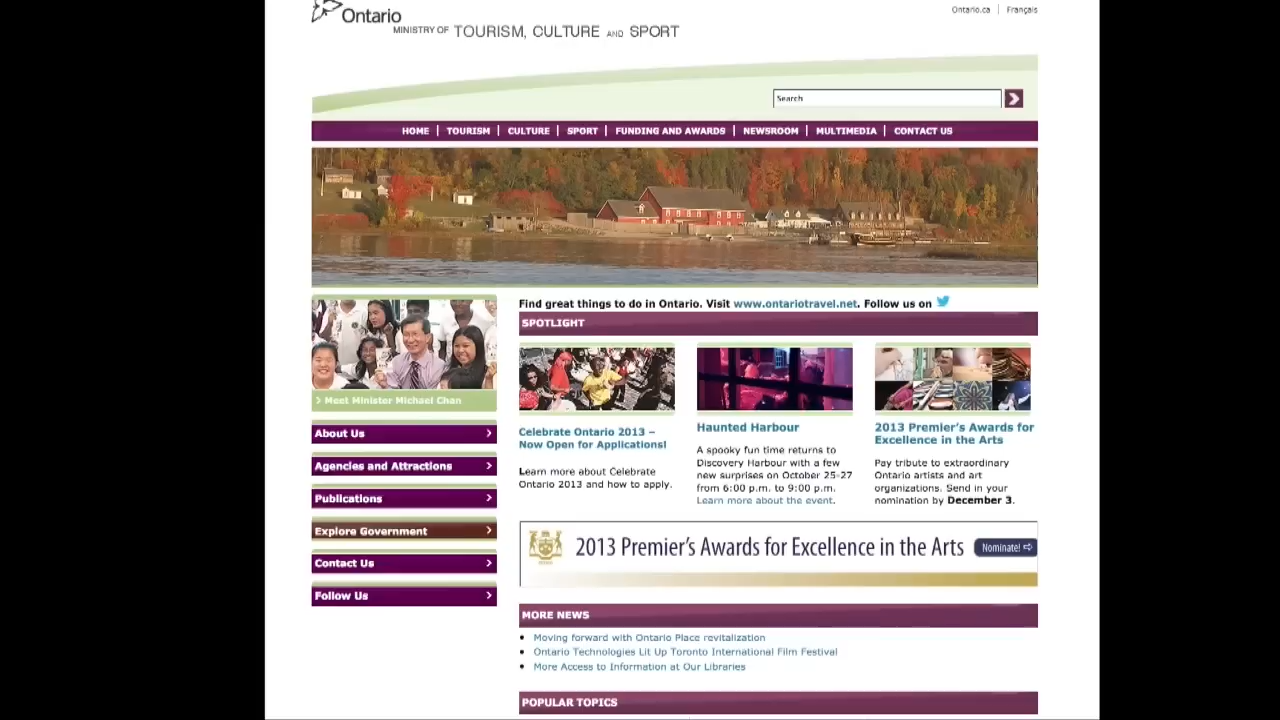 Ontario
MINISTRY OF TOURISM, CULTURE AND SPORT
Ontario.ca | Français
Search
HOME | TOURISM | CULTURE | SPORT | FUNDING AND AWARDS | NEWSROOM | MULTIMEDIA | CONTACT US
Find great things to do in Ontario. Visit www.ontariotravel.net. Follow us on
SPOTLIGHT
Meet Minister Michael Chan
About Us
Agencies and Attractions
Publications
Explore Government
Contact Us
Follow Us
Celebrate Ontario 2013 –
Now Open for Applications!
Learn more about Celebrate
Ontario 2013 and how to apply.
Haunted Harbour
A spooky fun time returns to
Discovery Harbour with a few
new surprises on October 25-27
from 6:00 p.m. to 9:00 p.m.
Learn more about the event.
2013 Premier's Awards for
Excellence in the Arts
Pay tribute to extraordinary
Ontario artists and art
organizations. Send in your
nomination by December 3.
2013 Premier's Awards for Excellence in the Arts
Nominate!
MORE NEWS
Moving forward with Ontario Place revitalization
Ontario Technologies Lit Up Toronto International Film Festival
More Access to Information at Our Libraries
POPULAR TOPICS